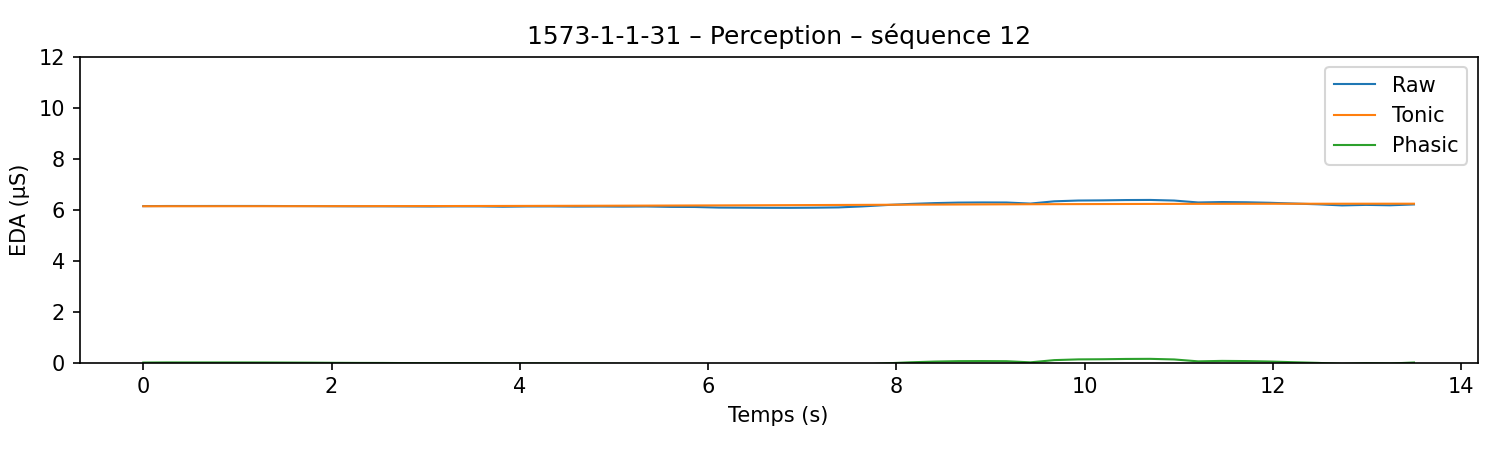 1573-1-1-31 – Perception – séquence 12
12
10
8
6
4
2
0
EDA (µS)
Raw
Tonic
Phasic
0 2 4 6 8 10 12 14
Temps (s)